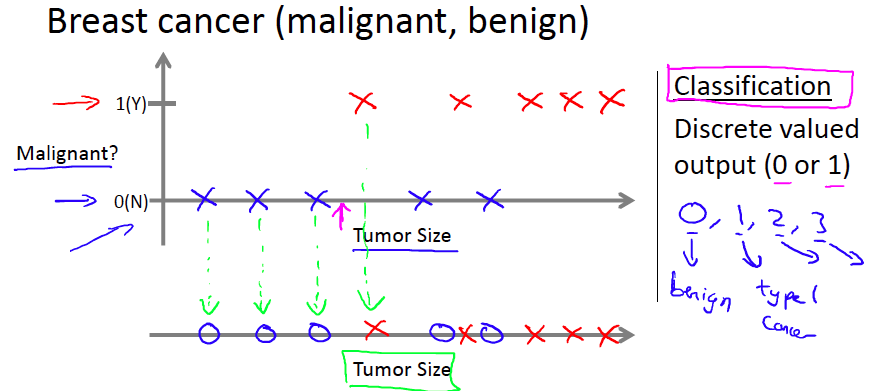 Breast cancer (malignant, benign)
1(Y)
Malignant?
0(N)
Tumor Size
Tumor Size
Classification
Discrete valued
output (0 or 1)
0, 1, 2, 3
benign type 1
cancer